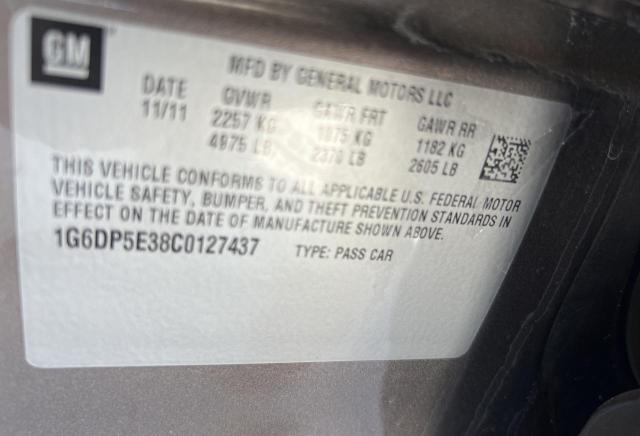 GM
MFD BY GENERAL MOTORS LLC
DATE GVWR GAWR FRT GAWR RR
11/11 2257 KG 1075 KG 1182 KG
4975 LB 2370 LB 2605 LB
THIS VEHICLE CONFORMS TO ALL APPLICABLE U.S. FEDERAL MOTOR
VEHICLE SAFETY, BUMPER, AND THEFT PREVENTION STANDARDS IN
EFFECT ON THE DATE OF MANUFACTURE SHOWN ABOVE.
1G6DP5E38C0127437 TYPE: PASS CAR